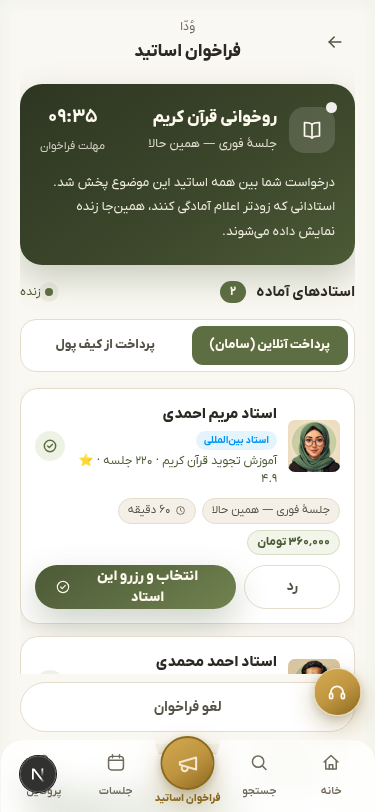 وُدّا
فراخوان اساتید
روخوانی قرآن کریم
جلسهٔ فوری — همین حالا
۰۹:۳۵
مهلت فراخوان
درخواست شما بین همه اساتید این موضوع پخش شد.
استادانی که زودتر اعلام آمادگی کنند، همین‌جا زنده
نمایش داده می‌شوند.
استادهای آماده
۲
زنده
پرداخت آنلاین (سامان)
پرداخت از کیف پول
استاد مریم احمدی
استاد بین‌المللی
آموزش تجوید قرآن کریم · ۲۲۰ جلسه · ⭐
۴.۹
جلسهٔ فوری — همین حالا
۶۰ دقیقه
۳۶۰٬۰۰۰ تومان
رد
انتخاب و رزرو این
استاد
استاد احمد محمدی
لغو فراخوان
خانه
جستجو
فراخوان اساتید
جلسات
N